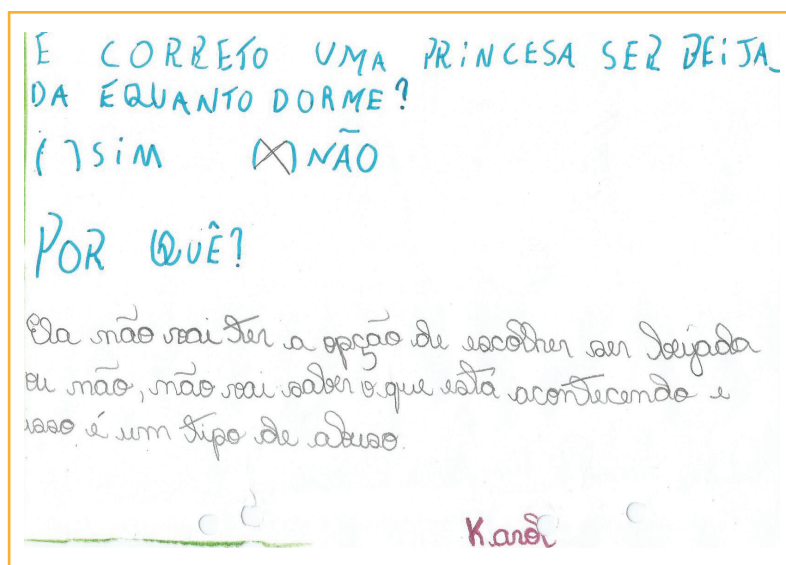 E CORRETO UMA PRINCESA SER BEIJA_
DA EQUANTO DORME?
( ) SIM (X) NÃO
POR QUÊ?
Ela não vai ter a opção de escolher ser beijada
ou não, não vai saber o que está acontecendo e
isso é um tipo de abuso.
Karol